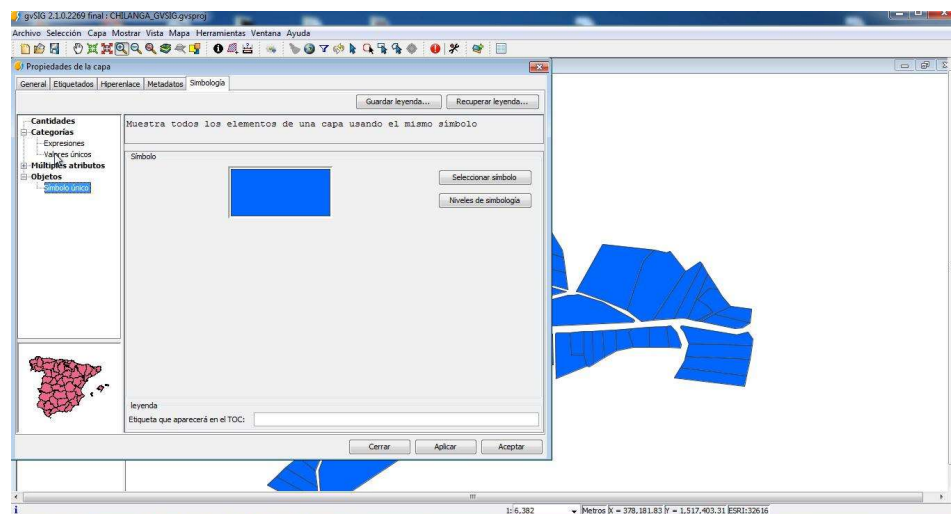 gvSIG 2.1.0.2269 final : CHILANGA_GVSIG.gvsproj
Archivo Selección Capa Mostrar Vista Mapa Herramientas Ventana Ayuda
Propiedades de la capa
General Etiquetados Hiperenlace Metadatos Simbología
Guardar leyenda... Recuperar leyenda...
Cantidades
Categorías
Expresiones
Valores únicos
Múltiples atributos
Objetos
Símbolo único
Muestra todos los elementos de una capa usando el mismo símbolo
Símbolo
Seleccionar símbolo
Niveles de simbología
leyenda
Etiqueta que aparecerá en el TOC:
Cerrar Aplicar Aceptar
1: 6.382 Metros X = 378.181.83 Y = 1.517.403.31 ESRI:32616